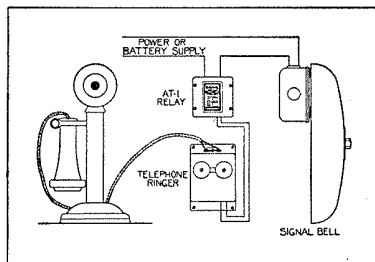 POWER OR
BATTERY SUPPLY
AT-1
RELAY
TELEPHONE
RINGER
SIGNAL BELL